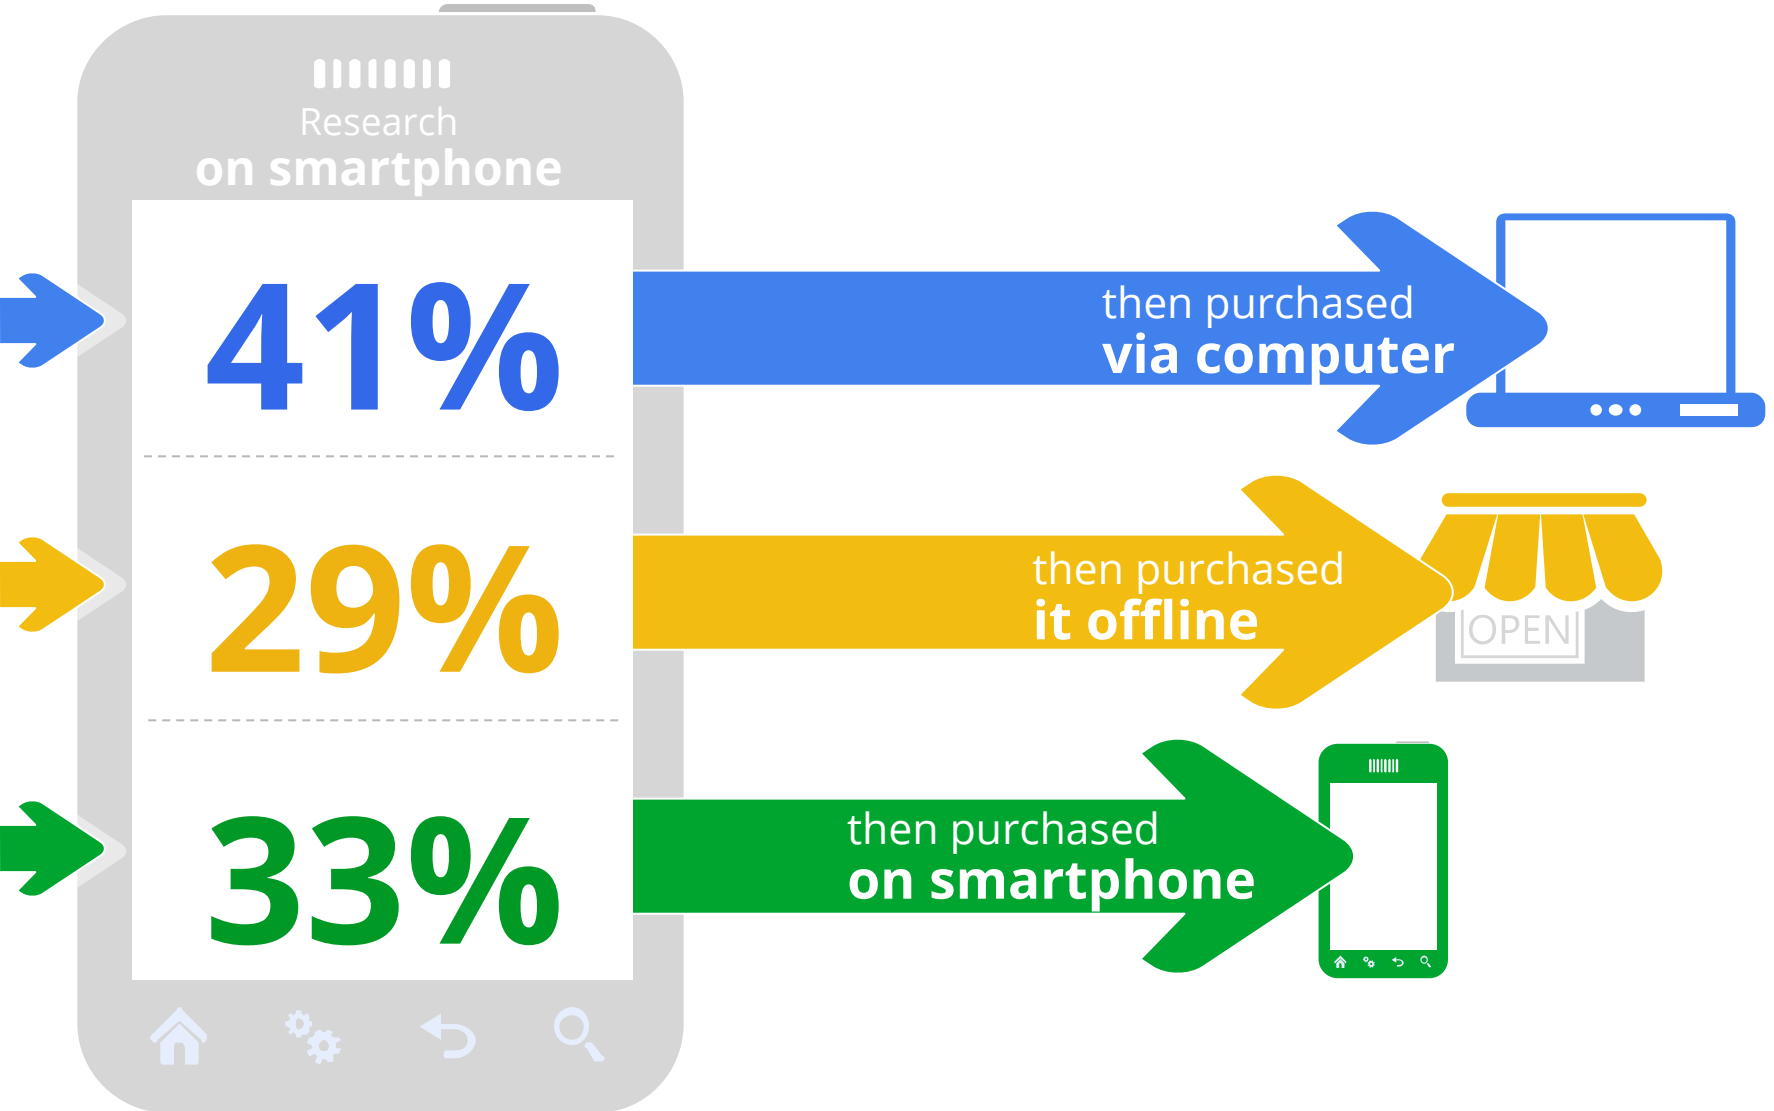 Research
on smartphone
41%
then purchased
via computer
29%
then purchased
it offline
OPEN
33%
then purchased
on smartphone